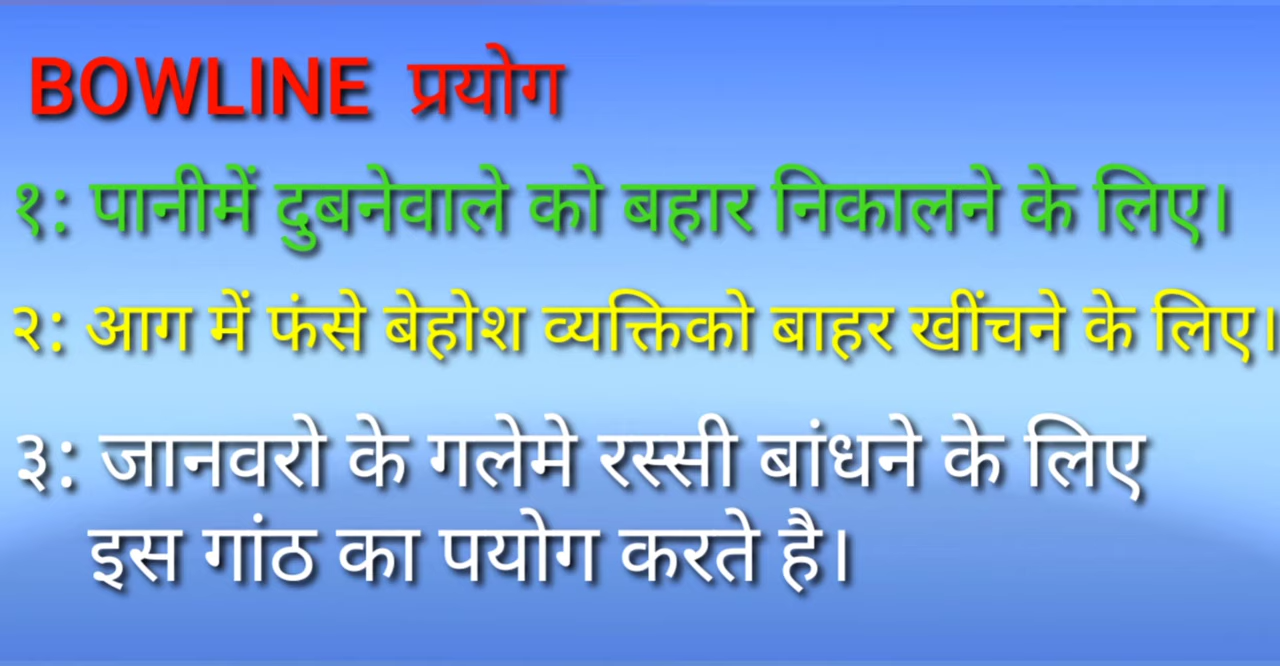 BOWLINE प्रयोग
१: पानीमें दुबनेवाले को बहार निकालने के लिए।
२: आग में फंसे बेहोश व्यक्तिको बाहर खींचने के लिए।
३: जानवरो के गलेमे रस्सी बांधने के लिए
इस गांठ का पयोग करते है।